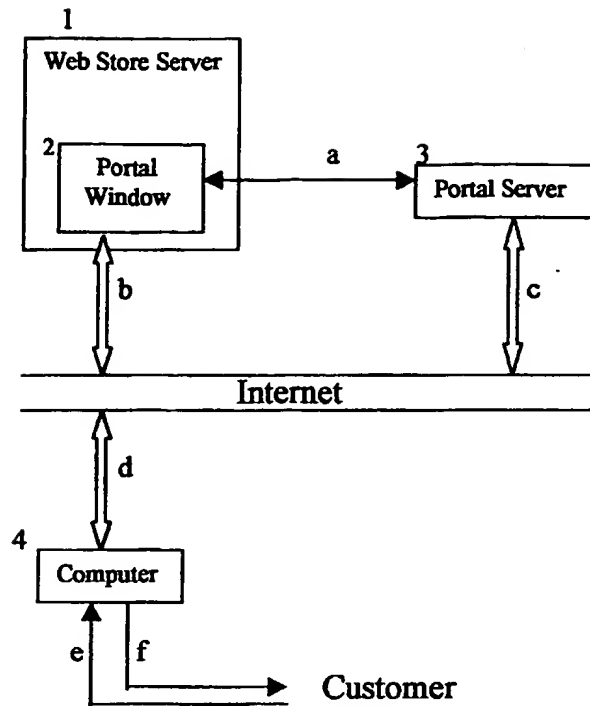 1
Web Store Server
2
Portal
Window
a
3
Portal Server
b
c
Internet
d
4
Computer
e
f
Customer